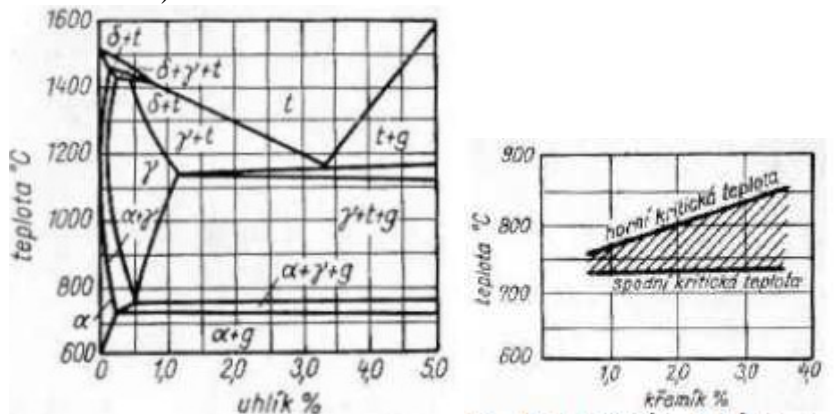 1600
1400
1200
1000
800
600
teplota °C
δ+t
δ+γ+t
δ+t
γ+t
t
t+g
γ
α+γ
γ+t+g
α+γ+g
α
α+g
0 1,0 2,0 3,0 4,0 5,0
uhlík %
900
800
700
600
teplota °C
horní kritická teplota
spodní kritická teplota
1,0 2,0 3,0 4,0
křemík %